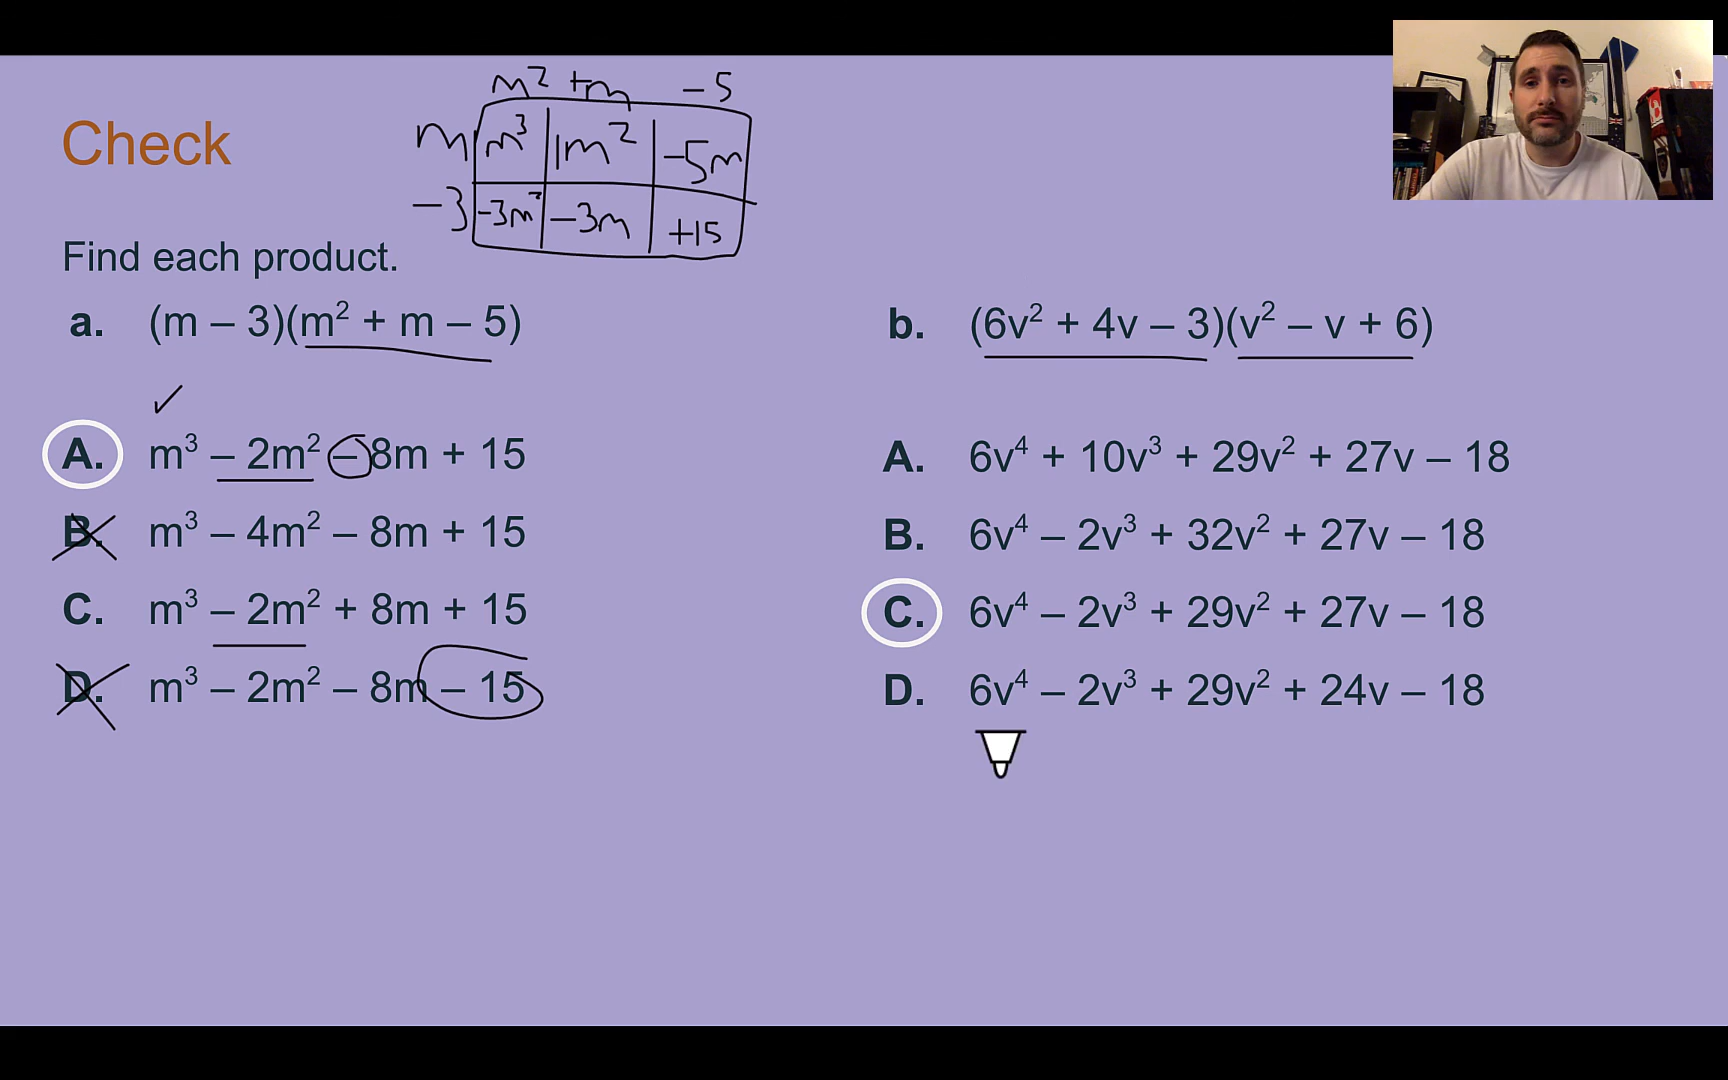 Check
m² +m -5
m m³ 1m² -5m
-3 -3m² -3m +15
Find each product.
a. (m – 3)(m² + m – 5)
✓
A. m³ – 2m² – 8m + 15
B. m³ – 4m² – 8m + 15
C. m³ – 2m² + 8m + 15
D. m³ – 2m² – 8m – 15
b. (6v² + 4v – 3)(v² – v + 6)
A. 6v⁴ + 10v³ + 29v² + 27v – 18
B. 6v⁴ – 2v³ + 32v² + 27v – 18
C. 6v⁴ – 2v³ + 29v² + 27v – 18
D. 6v⁴ – 2v³ + 29v² + 24v – 18